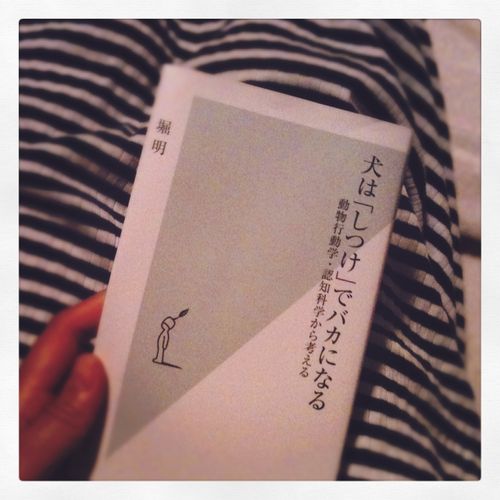 犬は「しつけ」でバカになる
動物行動学・認知科学から考える
堀明